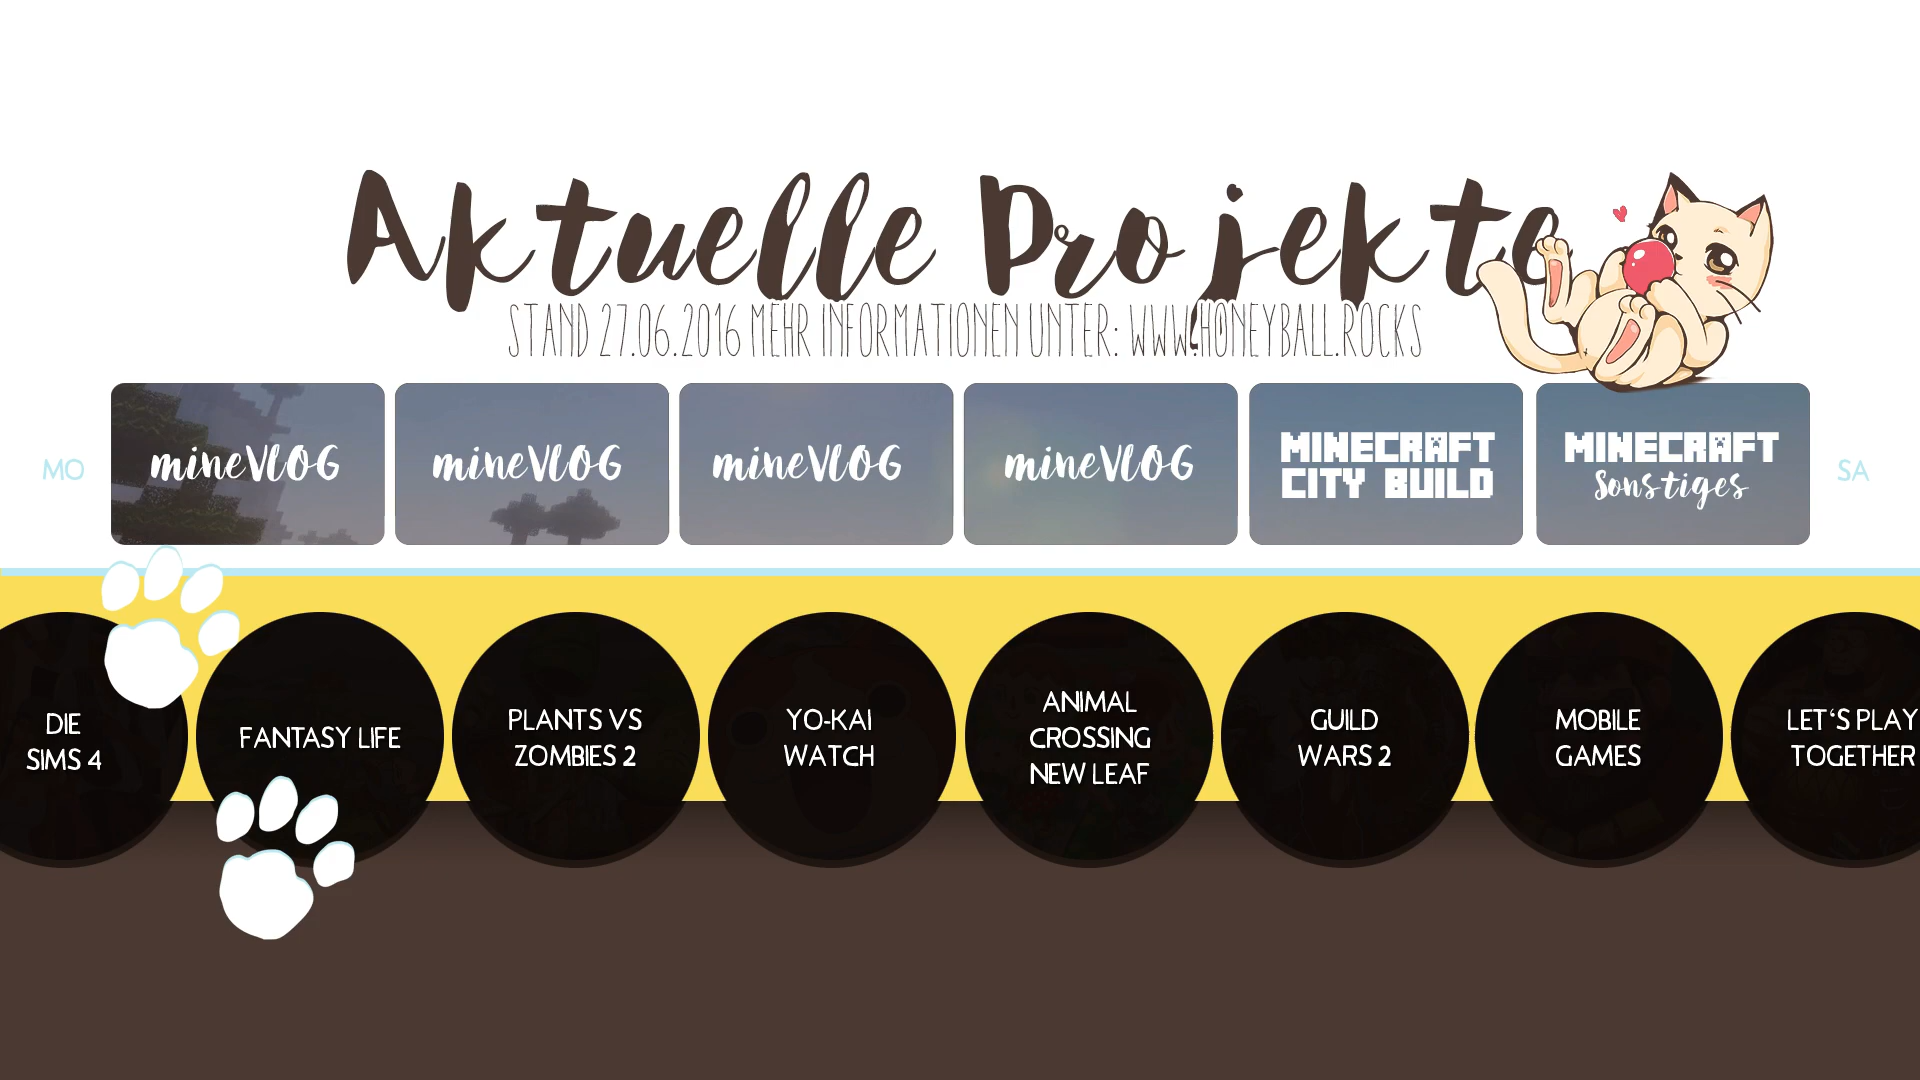 Aktuelle Projekte
STAND 27.06.2016 MEHR INFORMATIONEN UNTER: WWW.HONEYBALL.ROCKS
MO
mineVLOG
mineVLOG
mineVLOG
mineVLOG
MINECRAFT
CITY BUILD
MINECRAFT
Sonstiges
SA
DIE
SIMS 4
FANTASY LIFE
PLANTS VS
ZOMBIES 2
YO-KAI
WATCH
ANIMAL
CROSSING
NEW LEAF
GUILD
WARS 2
MOBILE
GAMES
LET'S PLAY
TOGETHER